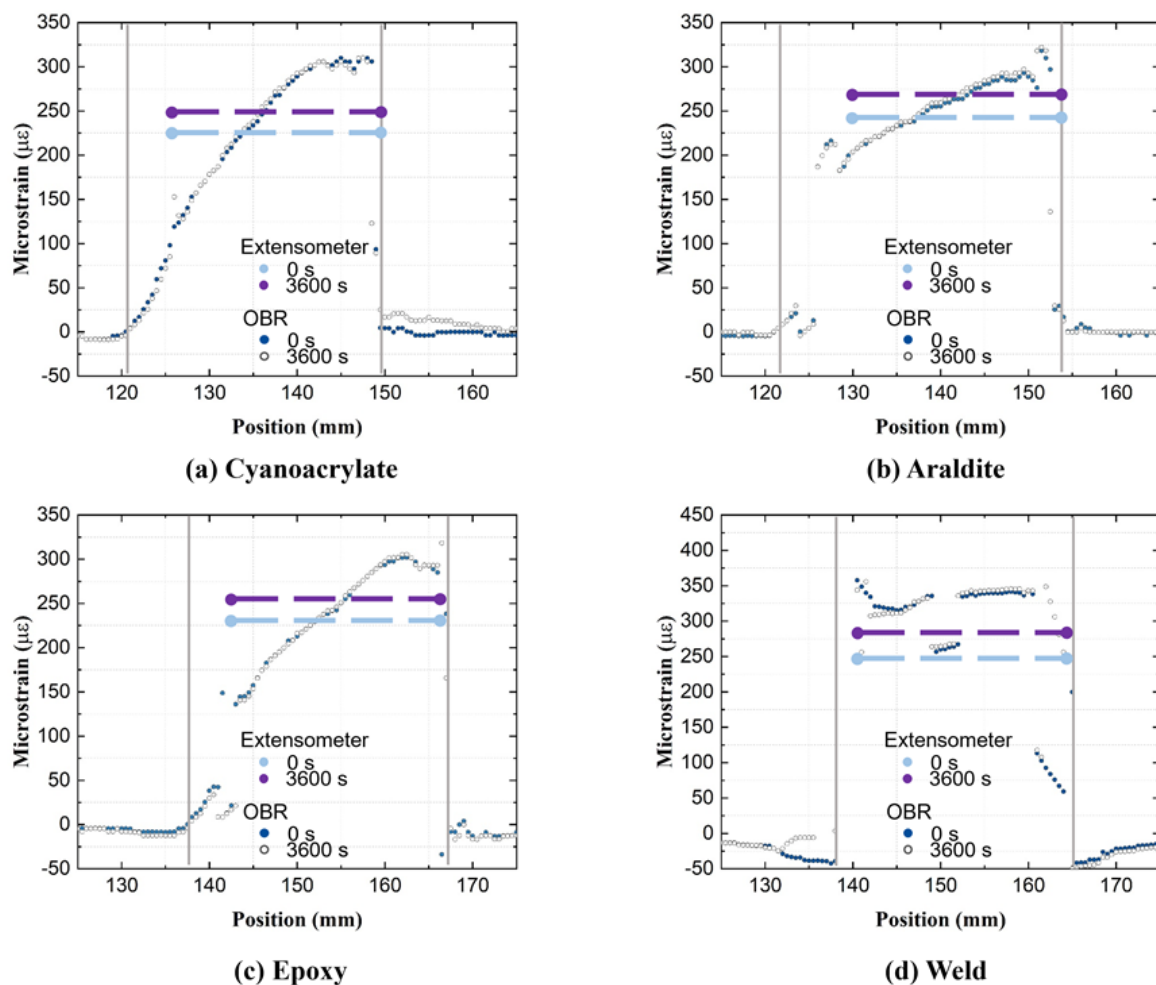 350
300
250
200
150
100
50
0
-50
Microstrain (με)
Extensometer
0 s
3600 s
OBR
0 s
3600 s
120 130 140 150 160
Position (mm)
(a) Cyanoacrylate
350
300
250
200
150
100
50
0
-50
Microstrain (με)
Extensometer
0 s
3600 s
OBR
0 s
3600 s
120 130 140 150 160
Position (mm)
(b) Araldite
350
300
250
200
150
100
50
0
-50
Microstrain (με)
Extensometer
0 s
3600 s
OBR
0 s
3600 s
130 140 150 160 170
Position (mm)
(c) Epoxy
450
400
350
300
250
200
150
100
50
0
-50
Microstrain (με)
Extensometer
0 s
3600 s
OBR
0 s
3600 s
130 140 150 160 170
Position (mm)
(d) Weld